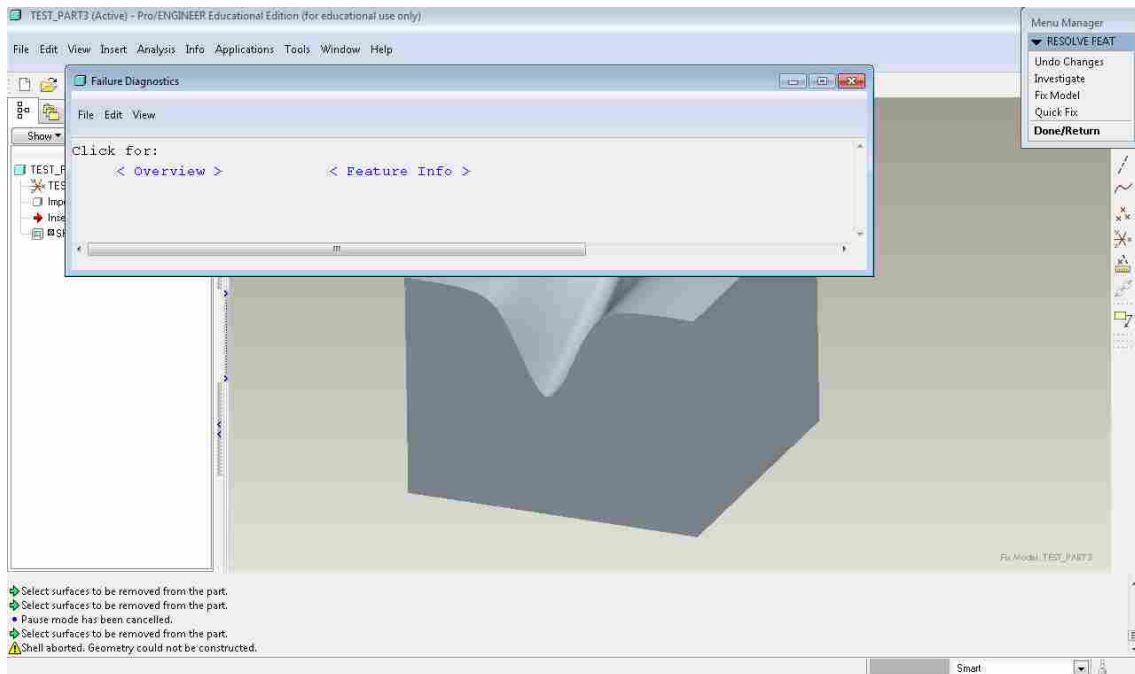 TEST_PART3 (Active) - Pro/ENGINEER Educational Edition (for educational use only)
File Edit View Insert Analysis Info Applications Tools Window Help
Menu Manager
RESOLVE FEAT
Undo Changes
Investigate
Fix Model
Quick Fix
Done/Return
Failure Diagnostics
File Edit View
Click for:
< Overview > < Feature Info >
Show
TEST_P
TES
Imp
Inse
SH
Fix Model: TEST_PART3
Select surfaces to be removed from the part.
Select surfaces to be removed from the part.
Pause mode has been cancelled.
Select surfaces to be removed from the part.
Shell aborted. Geometry could not be constructed.
Smart